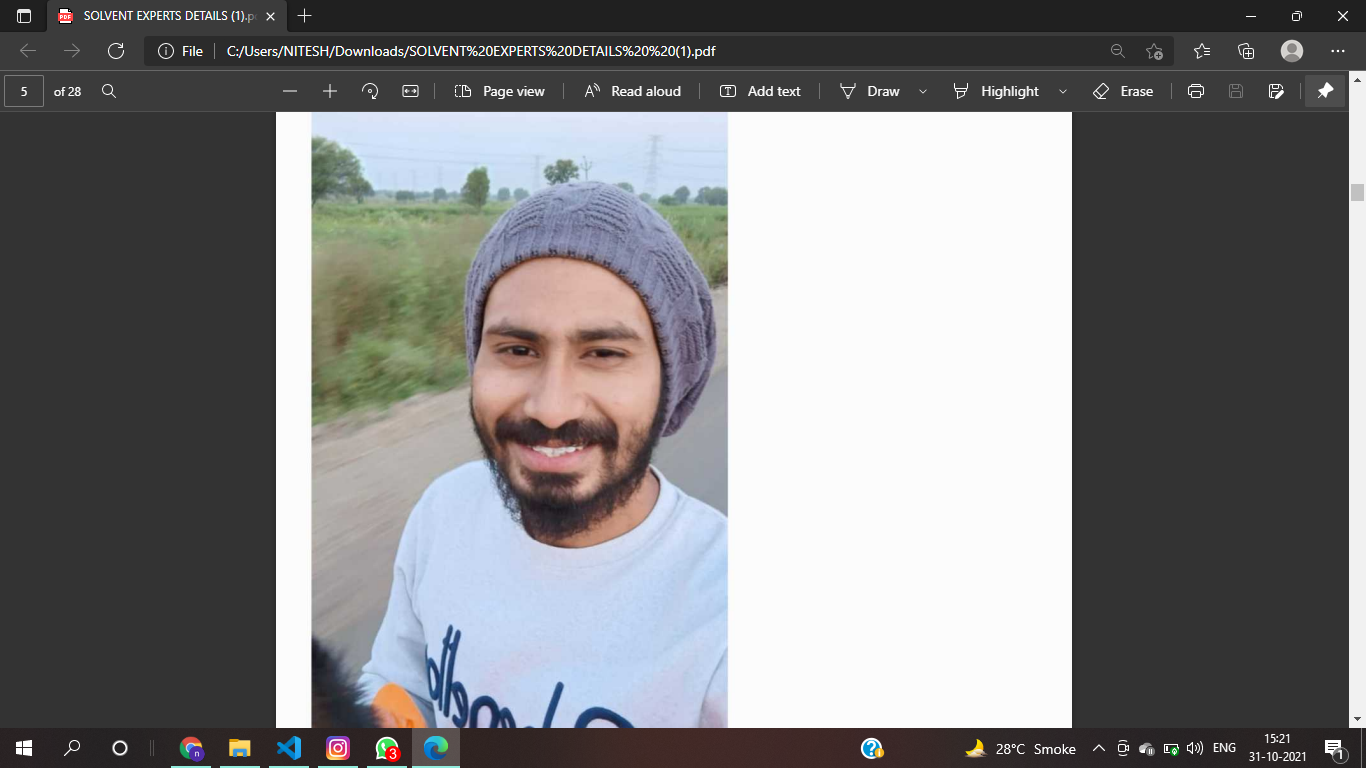 SOLVENT EXPERTS DETAILS (1).p
File
C:/Users/NITESH/Downloads/SOLVENT%20EXPERTS%20DETAILS%20%20(1).pdf
5 of 28
Page view
Read aloud
Add text
Draw
Highlight
Erase
28°C Smoke
ENG
15:21
31-10-2021